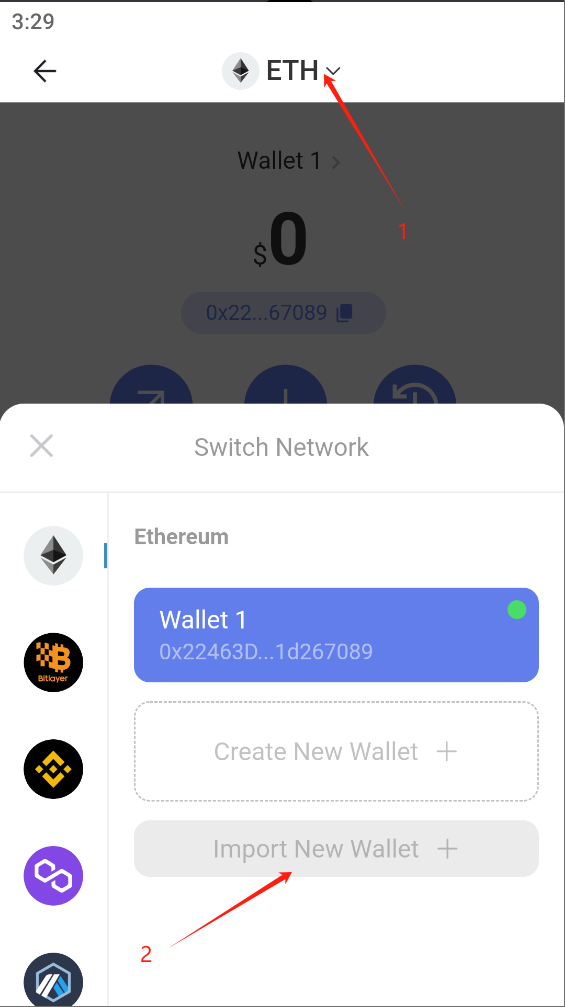 3:29
ETH
Wallet 1
1
$0
0x22...67089
Switch Network
Ethereum
Wallet 1
0x22463D...1d267089
Bitlayer
Create New Wallet +
Import New Wallet +
2